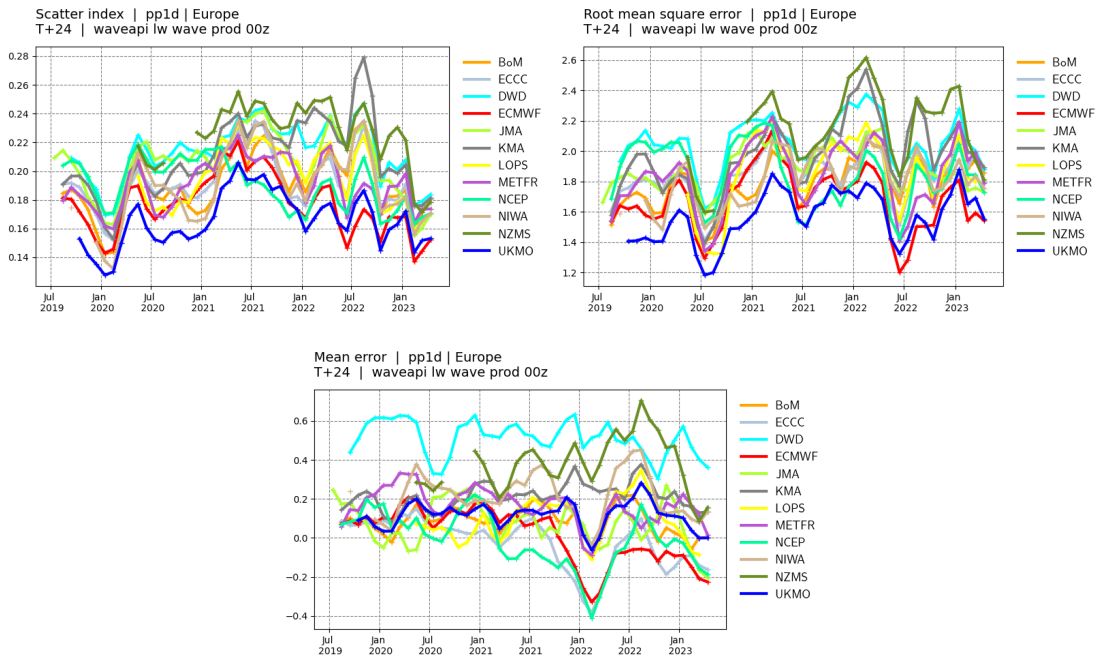 Scatter index | pp1d | Europe
T+24 | waveapi lw wave prod 00z
0.28
0.26
0.24
0.22
0.20
0.18
0.16
0.14
Jul
2019
Jan
2020
Jul
2020
Jan
2021
Jul
2021
Jan
2022
Jul
2022
Jan
2023
BoM
ECCC
DWD
ECMWF
JMA
KMA
LOPS
METFR
NCEP
NIWA
NZMS
UKMO
Root mean square error | pp1d | Europe
T+24 | waveapi lw wave prod 00z
2.6
2.4
2.2
2.0
1.8
1.6
1.4
1.2
Jul
2019
Jan
2020
Jul
2020
Jan
2021
Jul
2021
Jan
2022
Jul
2022
Jan
2023
BoM
ECCC
DWD
ECMWF
JMA
KMA
LOPS
METFR
NCEP
NIWA
NZMS
UKMO
Mean error | pp1d | Europe
T+24 | waveapi lw wave prod 00z
0.6
0.4
0.2
0.0
−0.2
−0.4
Jul
2019
Jan
2020
Jul
2020
Jan
2021
Jul
2021
Jan
2022
Jul
2022
Jan
2023
BoM
ECCC
DWD
ECMWF
JMA
KMA
LOPS
METFR
NCEP
NIWA
NZMS
UKMO